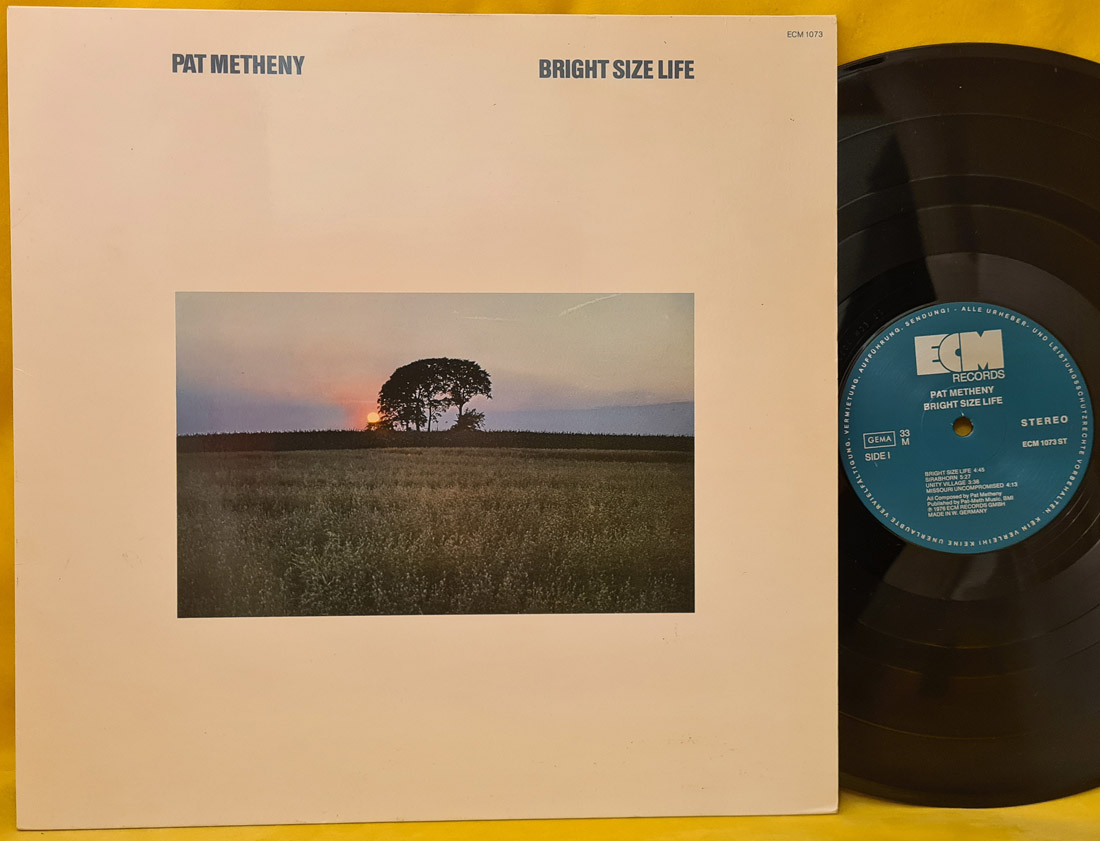 ECM 1073
PAT METHENY
BRIGHT SIZE LIFE
ECM
RECORDS
PAT METHENY
BRIGHT SIZE LIFE
STEREO
GEMA
33
M
ECM 1073 ST
SIDE I
BRIGHT SIZE LIFE 4:45
SIRABHORN 5:27
UNITY VILLAGE 3:38
MISSOURI UNCOMPROMISED 4:13
All Composed by Pat Metheny
Published by Pat-Meth Music, BMI
℗ 1976 ECM RECORDS GMBH
MADE IN W. GERMANY
ALLE URHEBER- UND LEISTUNGSSCHUTZRECHTE VORBEHALTEN. KEIN VERLEIH! KEINE UNERLAUBTE VERVIELFÄLTIGUNG, VERMIETUNG, AUFFÜHRUNG, SENDUNG! -